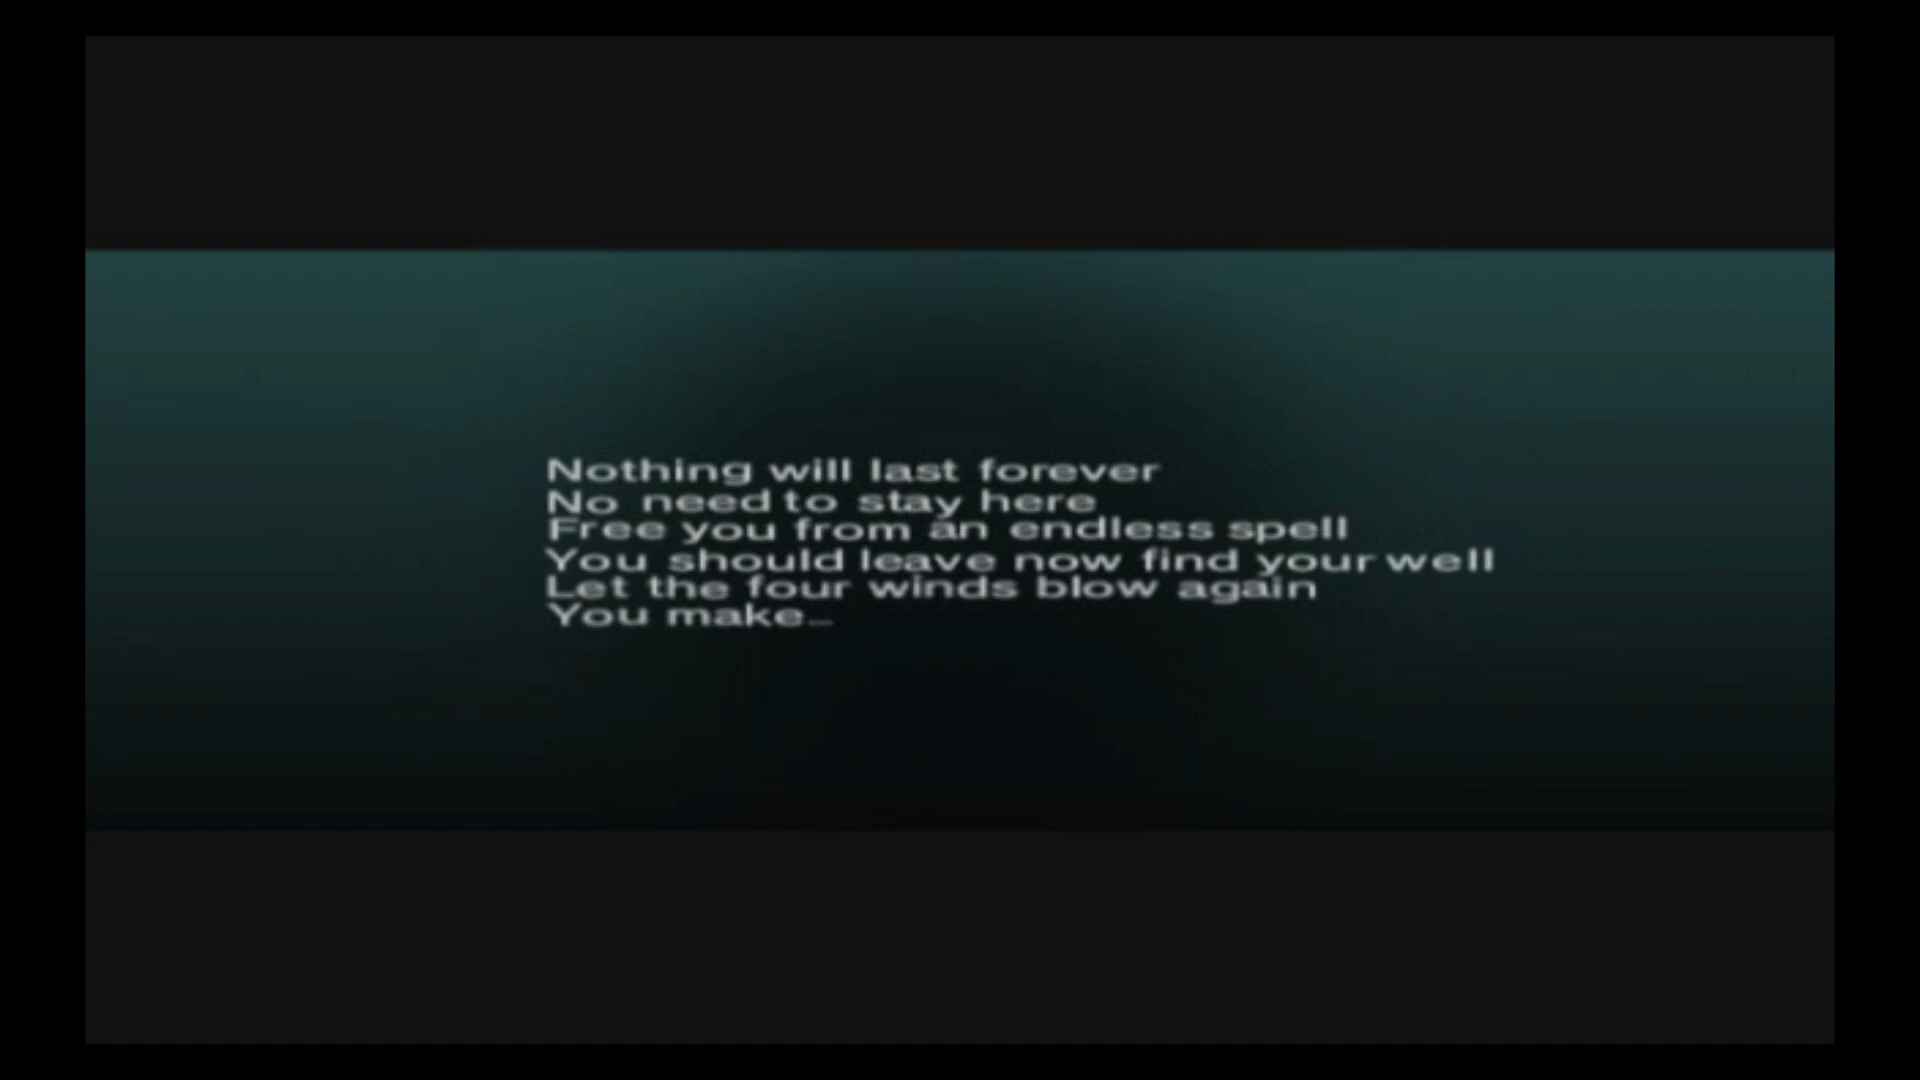 Nothing will last forever
No need to stay here
Free you from an endless spell
You should leave now find your well
Let the four winds blow again
You make...